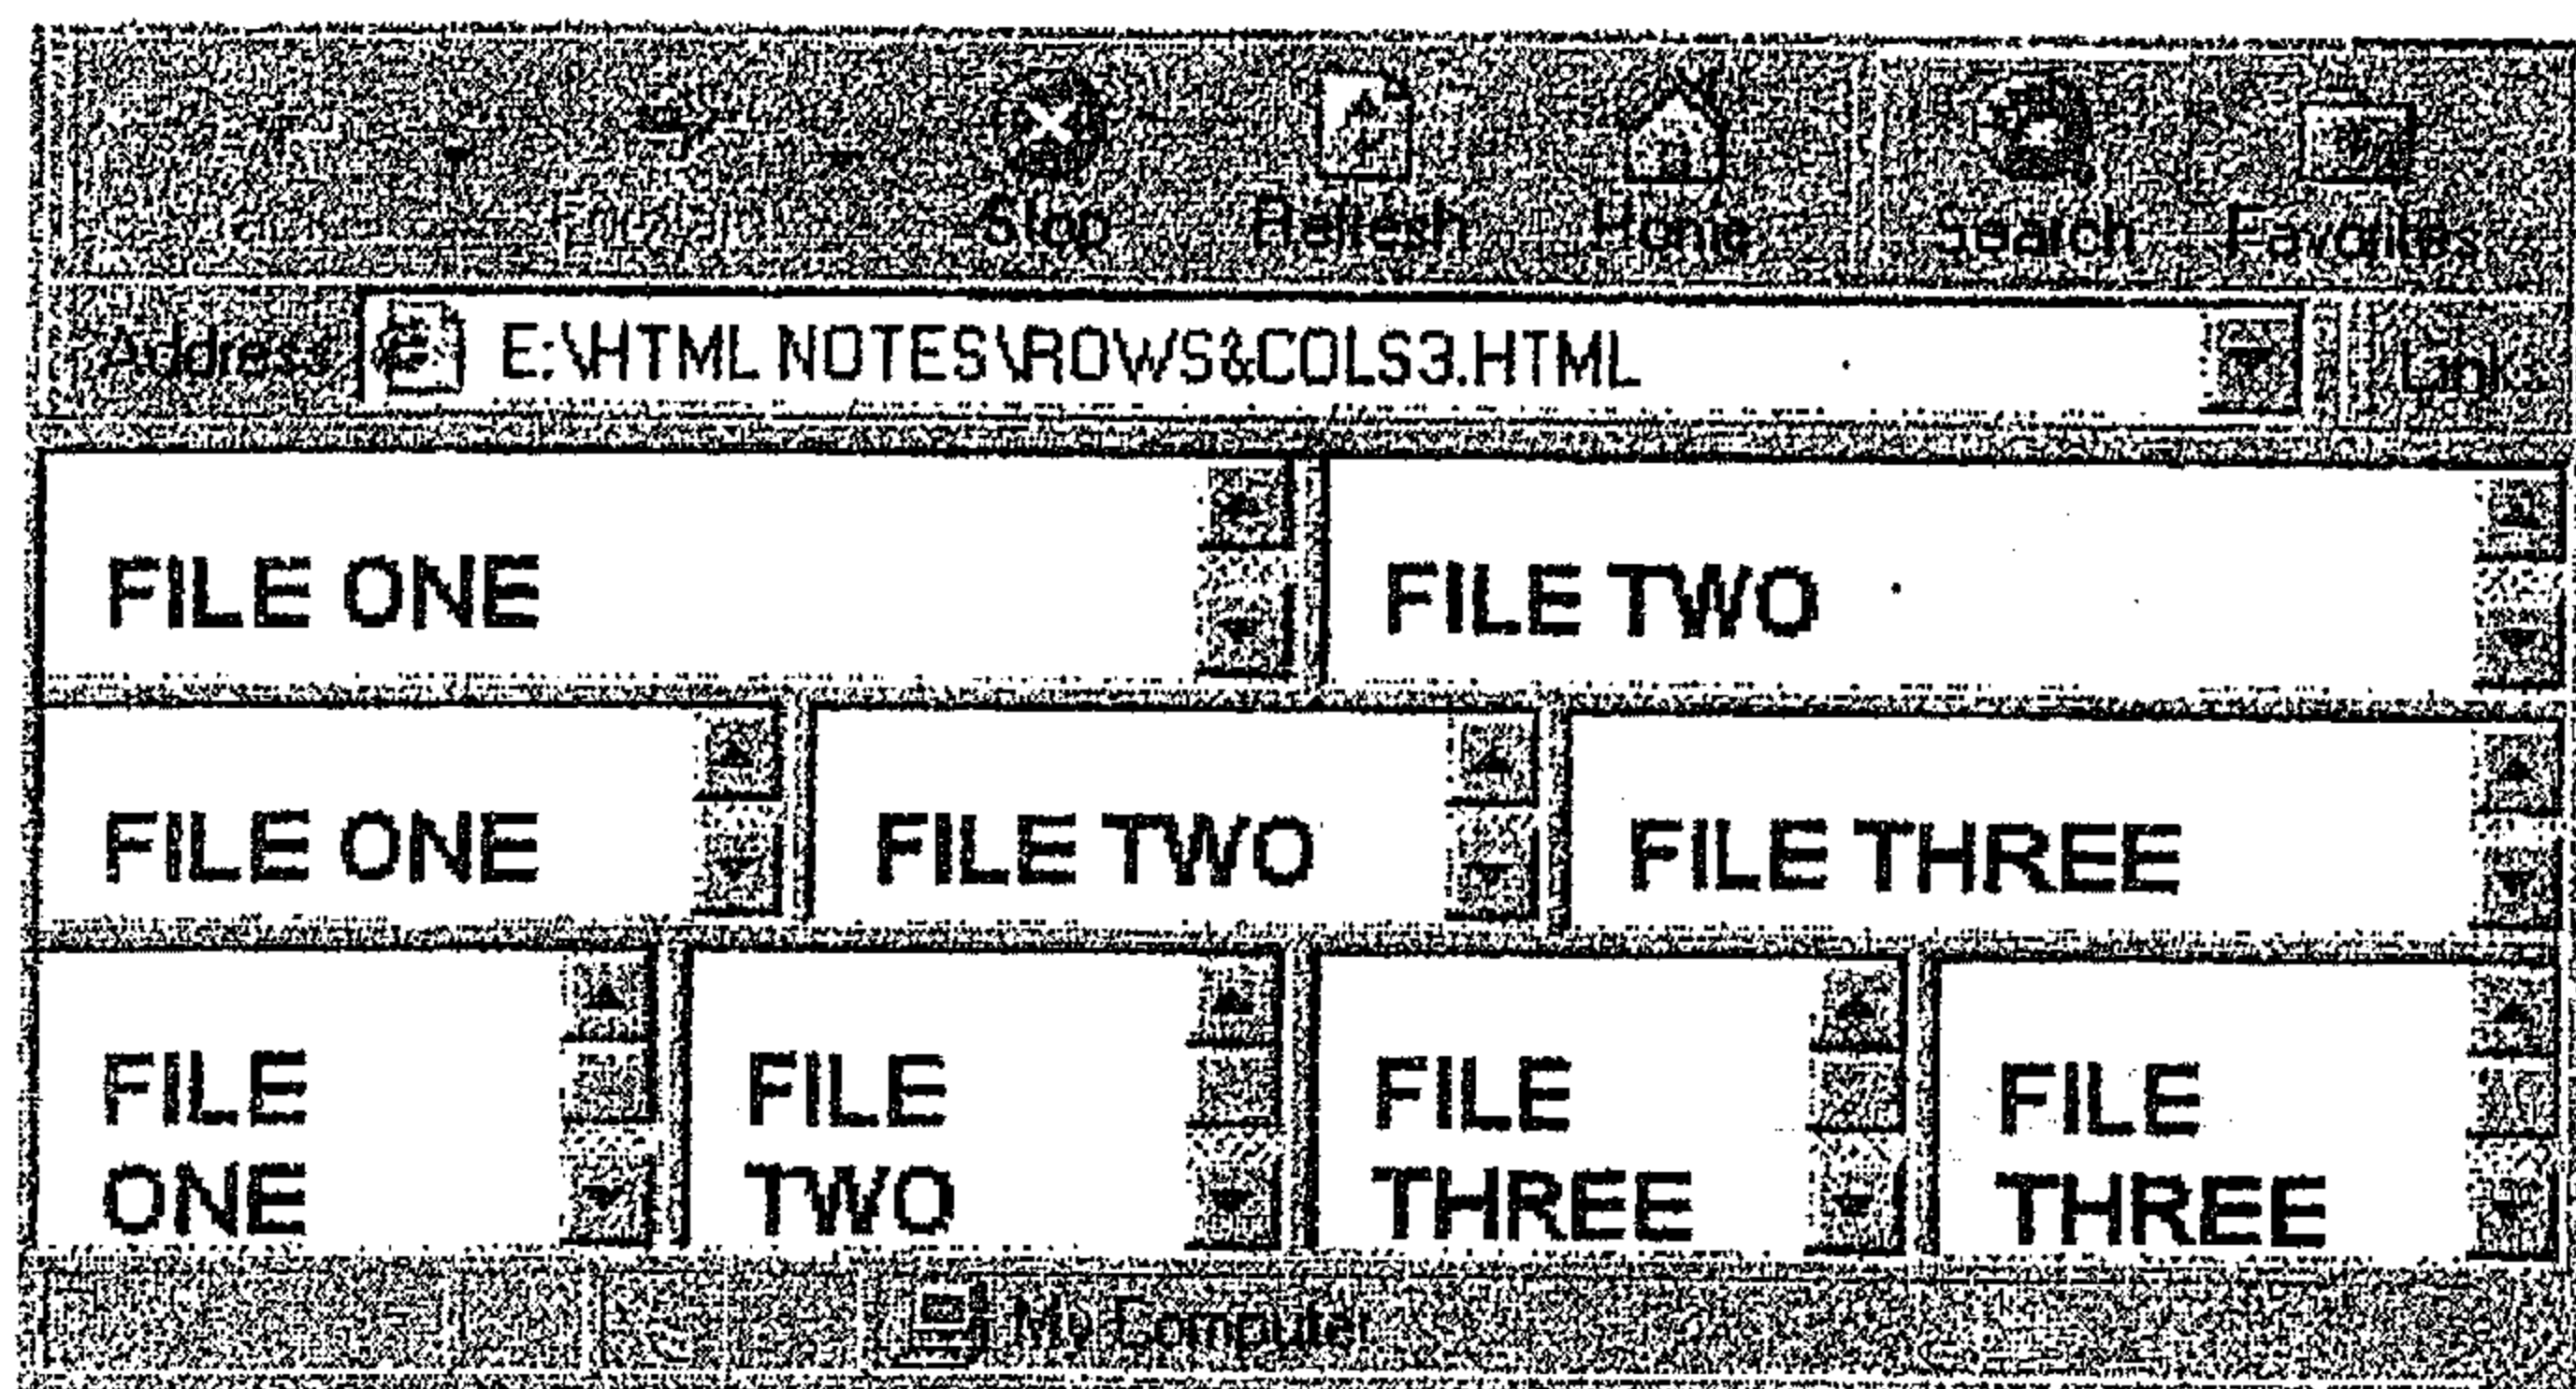 Stop Refresh Home Search Favorites
Address E:\HTML NOTES\ROWS&COLS3.HTML Links
FILE ONE FILE TWO
FILE ONE FILE TWO FILE THREE
FILE FILE FILE FILE
ONE TWO THREE THREE
My Computer